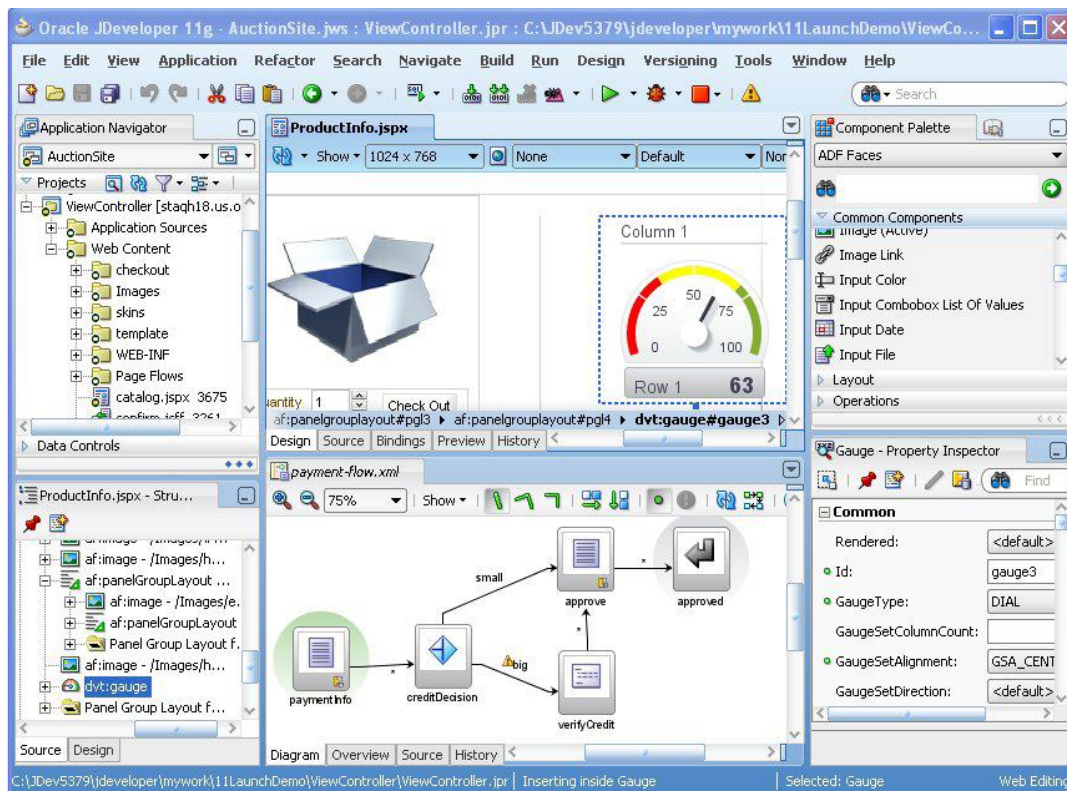 Oracle JDeveloper 11g - AuctionSite.jws : ViewController.jpr : C:\JDev5379\jdeveloper\mywork\11LaunchDemo\ViewCo...
File Edit View Application Refactor Search Navigate Build Run Design Versioning Tools Window Help
Search
Application Navigator
AuctionSite
Projects
ViewController [staqh18.us.o
Application Sources
Web Content
checkout
Images
skins
template
WEB-INF
Page Flows
catalog.jspx 3675
confirm.jsff 3261
Data Controls
ProductInfo.jspx - Stru...
af:image - /Images/h...
af:panelGroupLayout ...
af:image - /Images/e.
af:panelGroupLayout
Panel Group Layout f.
af:image - /Images/h...
dvt:gauge
Panel Group Layout f...
Source Design
ProductInfo.jspx
Show 1024 x 768 None Default Nor
Column 1
50
25 75
0 100
Row 1 63
uantity 1 Check Out
af:panelgrouplayout#pgl3 af:panelgrouplayout#pgl4 dvt:gauge#gauge3
Design Source Bindings Preview History
payment-flow.xml
75% Show
small
approve
approved
*
*
*
big
paymentInfo
creditDecision
verifyCredit
Diagram Overview Source History
Component Palette
ADF Faces
Common Components
Image (Active)
Image Link
Input Color
Input Combobox List Of Values
Input Date
Input File
Layout
Operations
Gauge - Property Inspector
Find
Common
Rendered: <default>
Id: gauge3
GaugeType: DIAL
GaugeSetColumnCount:
GaugeSetAlignment: GSA_CENT
GaugeSetDirection: <default>
C:\JDev5379\jdeveloper\mywork\11LaunchDemo\ViewController\ViewController.jpr Inserting inside Gauge Selected: Gauge Web Editing